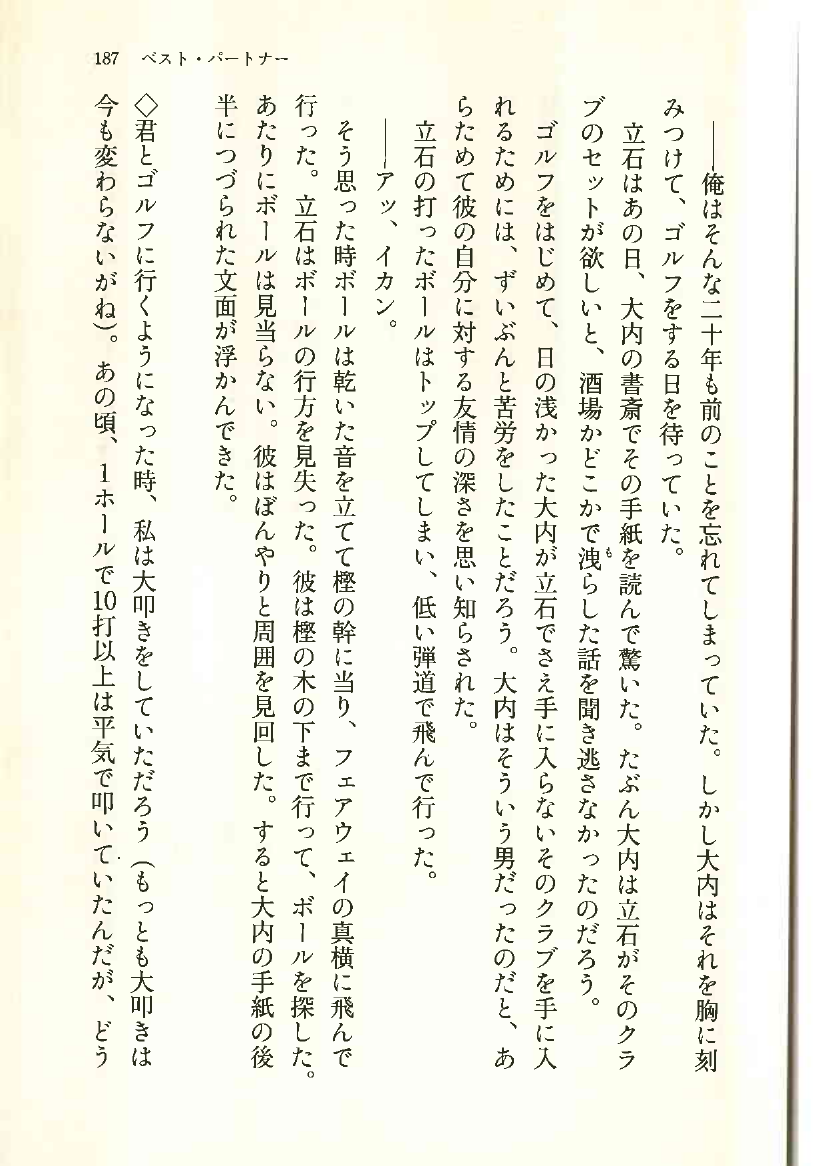 187 ベスト・パートナー
――俺はそんな二十年も前のことを忘れてしまっていた。しかし大内はそれを胸に刻
みつけて、ゴルフをする日を待っていた。
立石はあの日、大内の書斎でその手紙を読んで驚いた。たぶん大内は立石がそのクラ
ブのセットが欲しいと、酒場かどこかで洩らした話を聞き逃さなかったのだろう。
も
ゴルフをはじめて、日の浅かった大内が立石でさえ手に入らないそのクラブを手に入
れるためには、ずいぶんと苦労をしたことだろう。大内はそういう男だったのだと、あ
らためて彼の自分に対する友情の深さを思い知らされた。
立石の打ったボールはトップしてしまい、低い弾道で飛んで行った。
――アッ、イカン。
そう思った時ボールは乾いた音を立てて樫の幹に当り、フェアウェイの真横に飛んで
行った。立石はボールの行方を見失った。彼は樫の木の下まで行って、ボールを探した。
あたりにボールは見当らない。彼はぼんやりと周囲を見回した。すると大内の手紙の後
半につづられた文面が浮かんできた。
◇君とゴルフに行くようになった時、私は大叩きをしていただろう（もっとも大叩きは
今も変わらないがね）。あの頃、1ホールで10打以上は平気で叩いていたんだが、どう